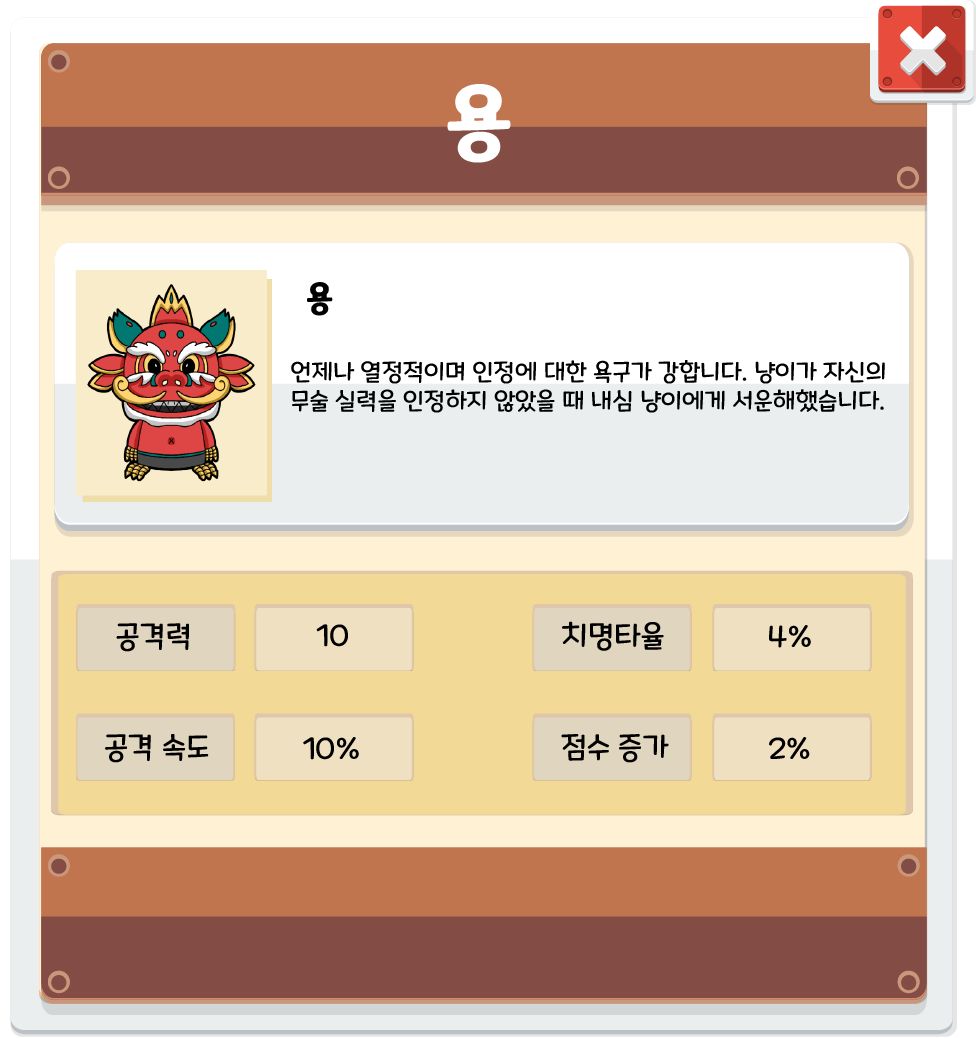 용
용
언제나 열정적이며 인정에 대한 욕구가 강합니다. 냥이가 자신의
무술 실력을 인정하지 않았을 때 내심 냥이에게 서운해했습니다.
공격력 10 치명타율 4%
공격 속도 10% 점수 증가 2%